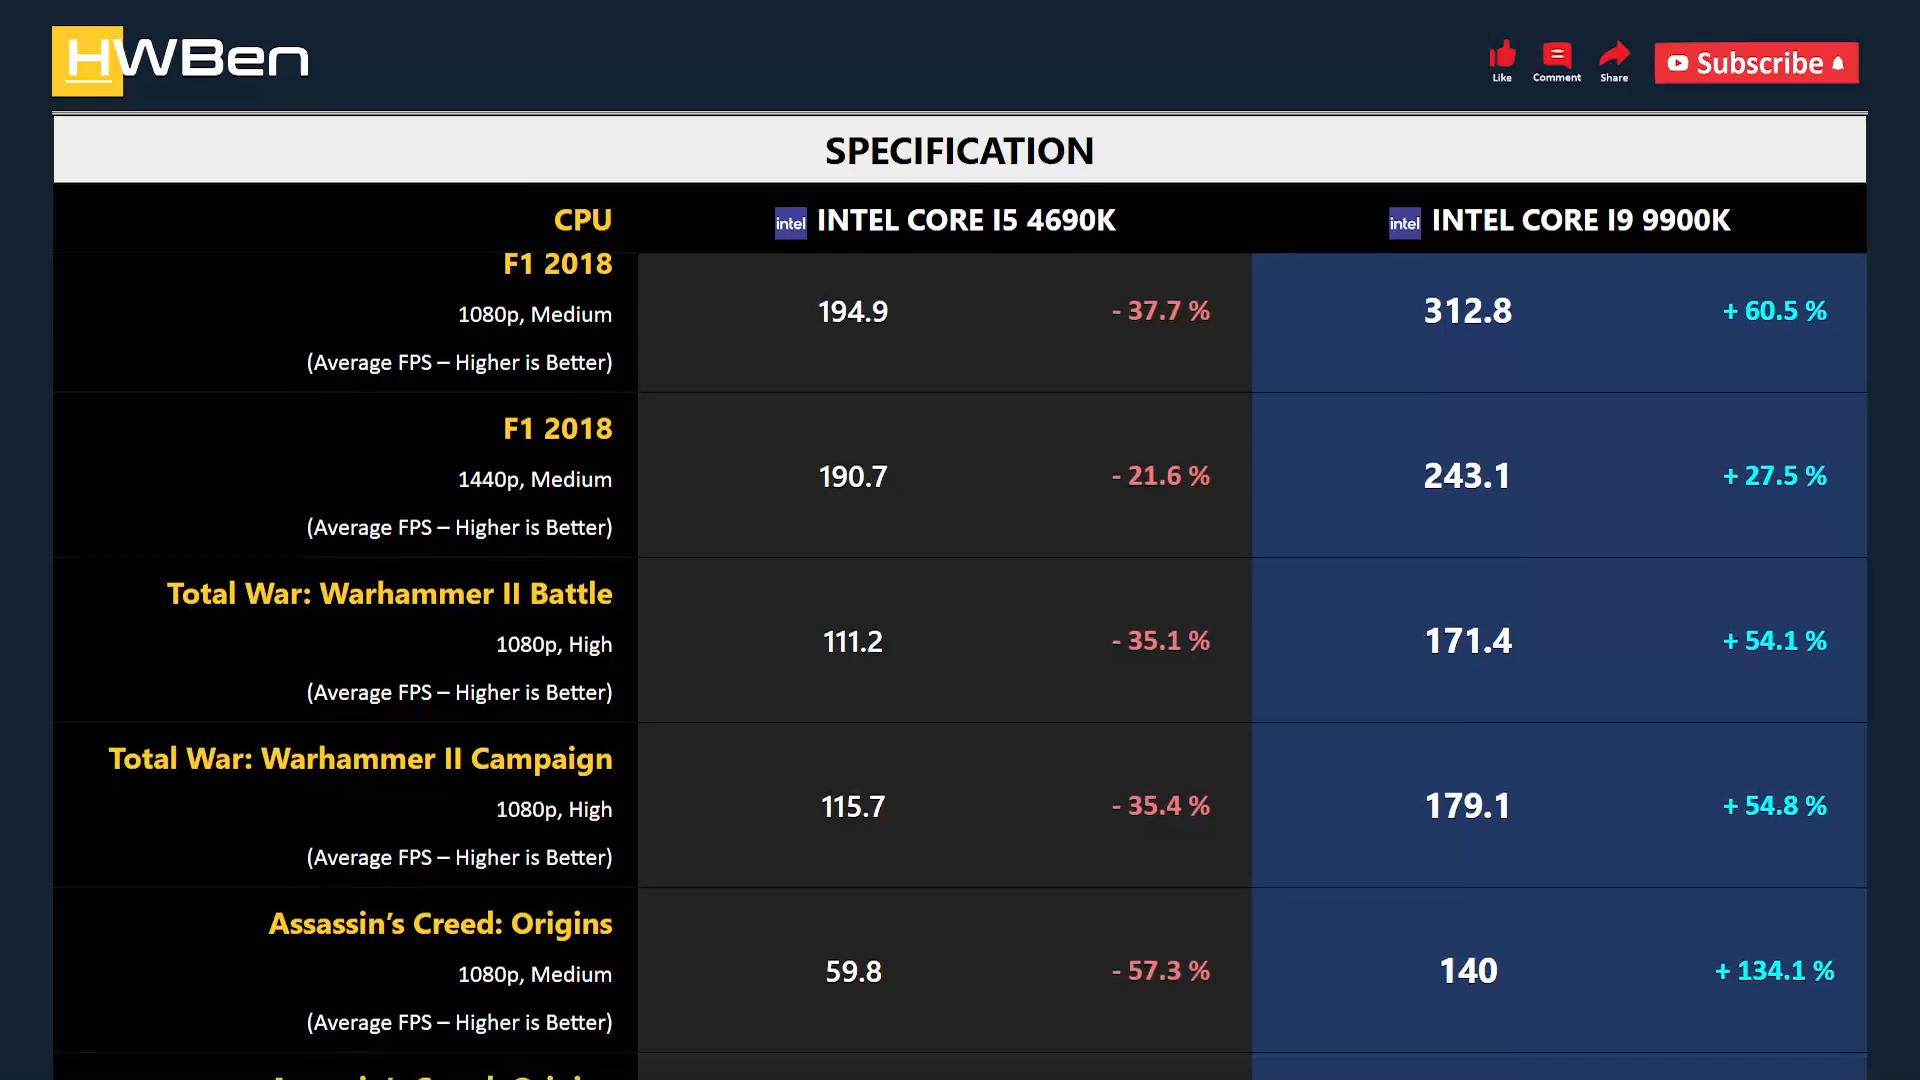 HWBen
Like
Comment
Share
Subscribe
SPECIFICATION
CPU
intel INTEL CORE I5 4690K
intel INTEL CORE I9 9900K
F1 2018
1080p, Medium
(Average FPS – Higher is Better)
194.9
- 37.7 %
312.8
+ 60.5 %
F1 2018
1440p, Medium
(Average FPS – Higher is Better)
190.7
- 21.6 %
243.1
+ 27.5 %
Total War: Warhammer II Battle
1080p, High
(Average FPS – Higher is Better)
111.2
- 35.1 %
171.4
+ 54.1 %
Total War: Warhammer II Campaign
1080p, High
(Average FPS – Higher is Better)
115.7
- 35.4 %
179.1
+ 54.8 %
Assassin’s Creed: Origins
1080p, Medium
(Average FPS – Higher is Better)
59.8
- 57.3 %
140
+ 134.1 %